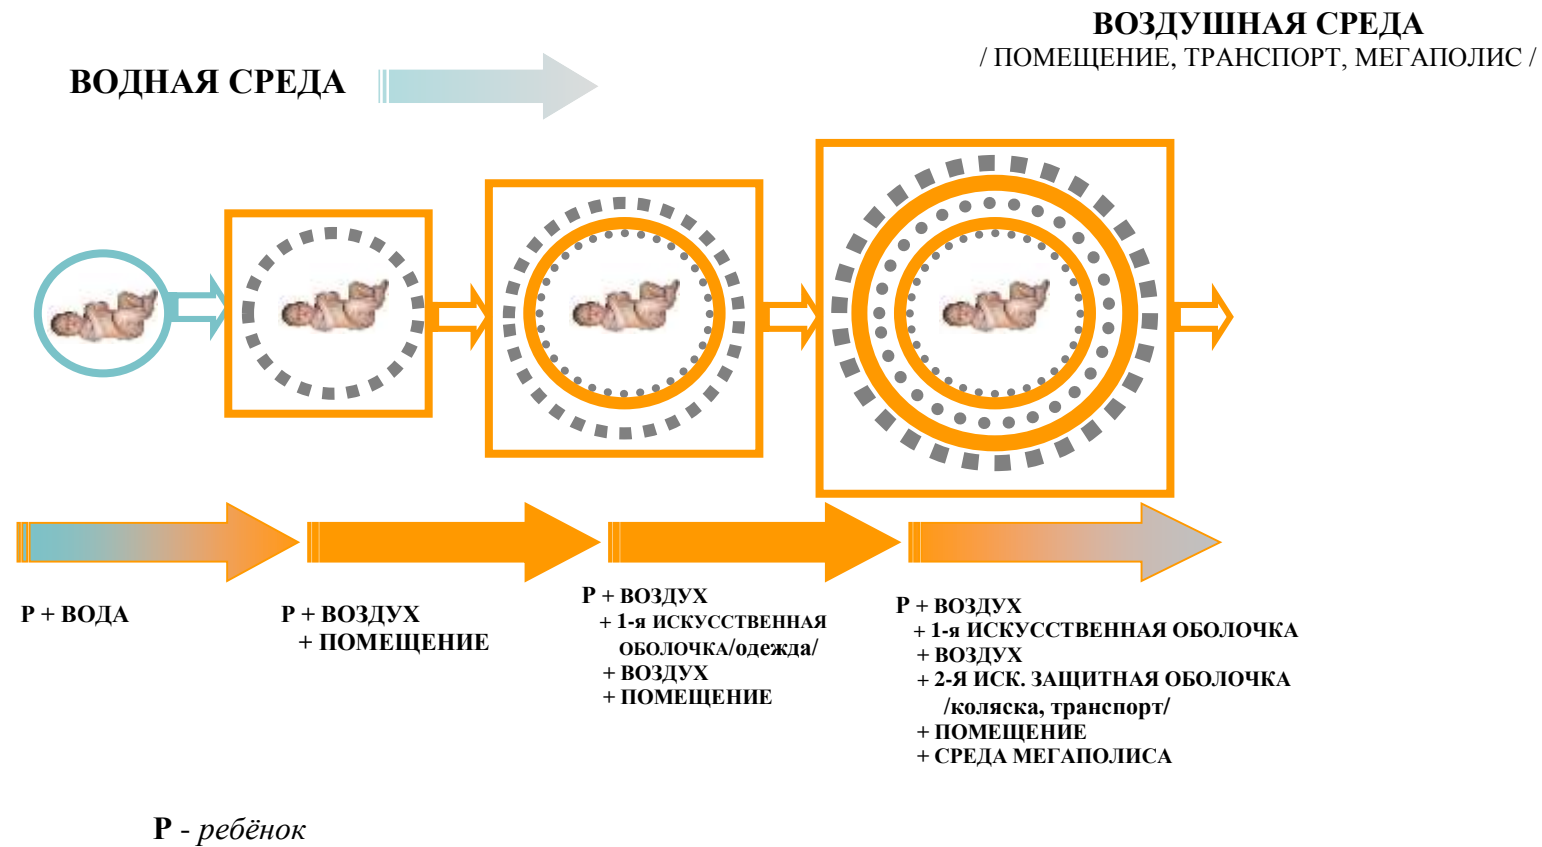 ВОДНАЯ СРЕДА
ВОЗДУШНАЯ СРЕДА
/ ПОМЕЩЕНИЕ, ТРАНСПОРТ, МЕГАПОЛИС /
Р + ВОДА
Р + ВОЗДУХ
+ ПОМЕЩЕНИЕ
Р + ВОЗДУХ
+ 1-я ИСКУССТВЕННАЯ
ОБОЛОЧКА/одежда/
+ ВОЗДУХ
+ ПОМЕЩЕНИЕ
Р + ВОЗДУХ
+ 1-я ИСКУССТВЕННАЯ ОБОЛОЧКА
+ ВОЗДУХ
+ 2-Я ИСК. ЗАЩИТНАЯ ОБОЛОЧКА
/коляска, транспорт/
+ ПОМЕЩЕНИЕ
+ СРЕДА МЕГАПОЛИСА
Р - ребёнок